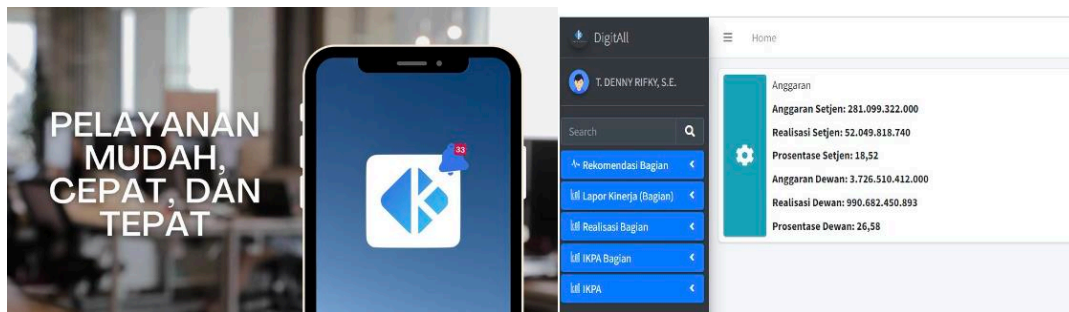 PELAYANAN
MUDAH,
CEPAT, DAN
TEPAT
33
DigitAll
T. DENNY RIFKY, S.E.
Search
Rekomendasi Bagian
Lapor Kinerja (Bagian)
Realisasi Bagian
IKPA Bagian
IKPA
Home
Anggaran
Anggaran Setjen: 281.099.322.000
Realisasi Setjen: 52.049.818.740
Prosentase Setjen: 18,52
Anggaran Dewan: 3.726.510.412.000
Realisasi Dewan: 990.682.450.893
Prosentase Dewan: 26,58